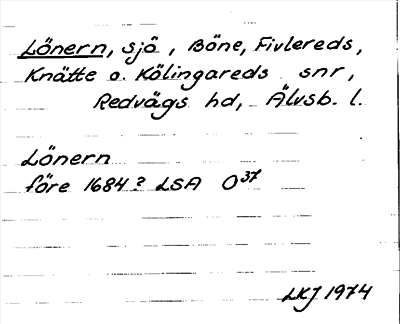 Lönern, sjö, Böne, Fivlereds,
Knätte o. Kölingareds snr,
Redvägs hd, Älvsb. l.
Lönern
före 1684? LSA O³⁷
LKJ 1974